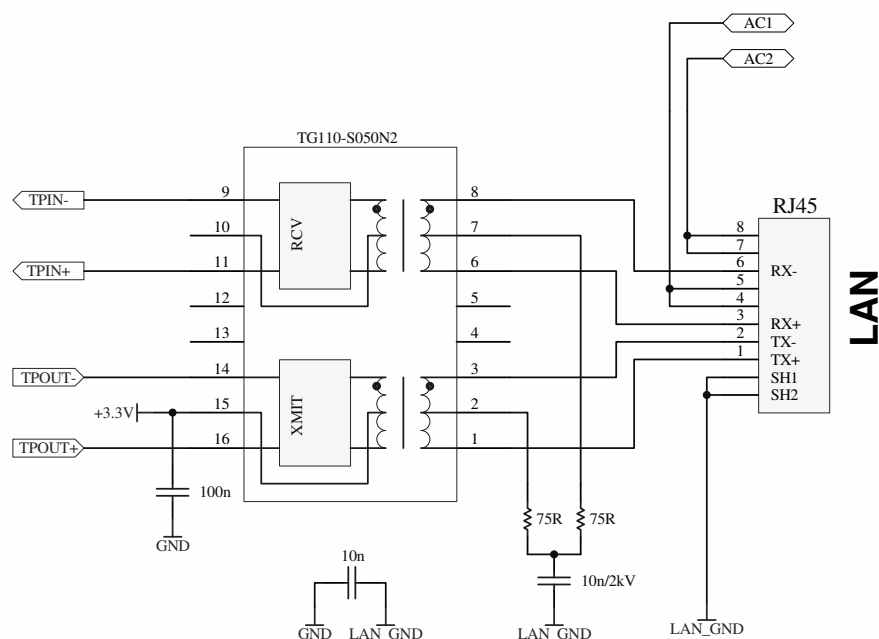 AC1
AC2
TG110-S050N2
RJ45
LAN
TPIN-
9
8
RCV
10
7
TPIN+
11
6
12
5
13
4
TPOUT-
14
3
XMIT
+3.3V
15
2
TPOUT+
16
1
8
7
6
RX-
5
4
3
RX+
2
TX-
1
TX+
SH1
SH2
100n
GND
75R
75R
10n
10n/2kV
GND
LAN_GND
LAN_GND
LAN_GND